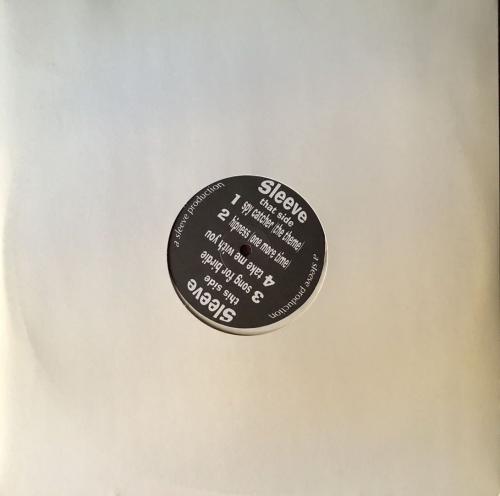 sleeve
that side
1 spy catcher (the theme)
2 hipness (one more time)
sleeve
this side
3 song for birdie
4 take me with you
a sleeve production
a sleeve production